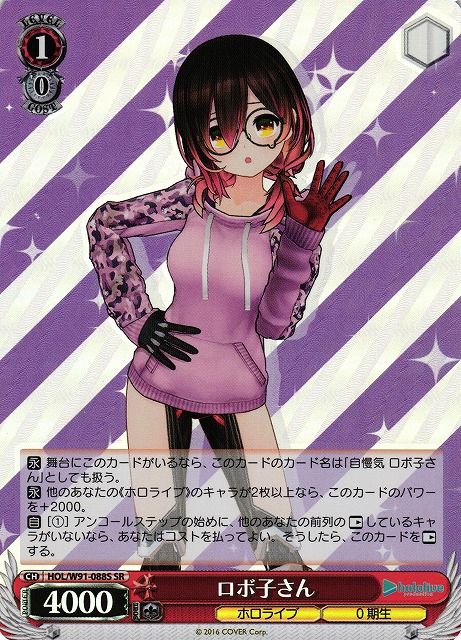 LEVEL
1
0
COST
永 舞台にこのカードがいるなら、このカードのカード名は「自慢気 ロボ子さ
ん」としても扱う。
永 他のあなたの《ホロライブ》のキャラが2枚以上なら、このカードのパワー
を+2000。
自 [①] アンコールステップの始めに、他のあなたの前列のしているキャ
ラがいないなら、あなたはコストを払ってよい。そうしたら、このカードを
する。
CH HOL/W91-088S SR
ロボ子さん
hololive
production
POWER
4000
SOUL
ホロライブ
0期生
©2016 COVER Corp.